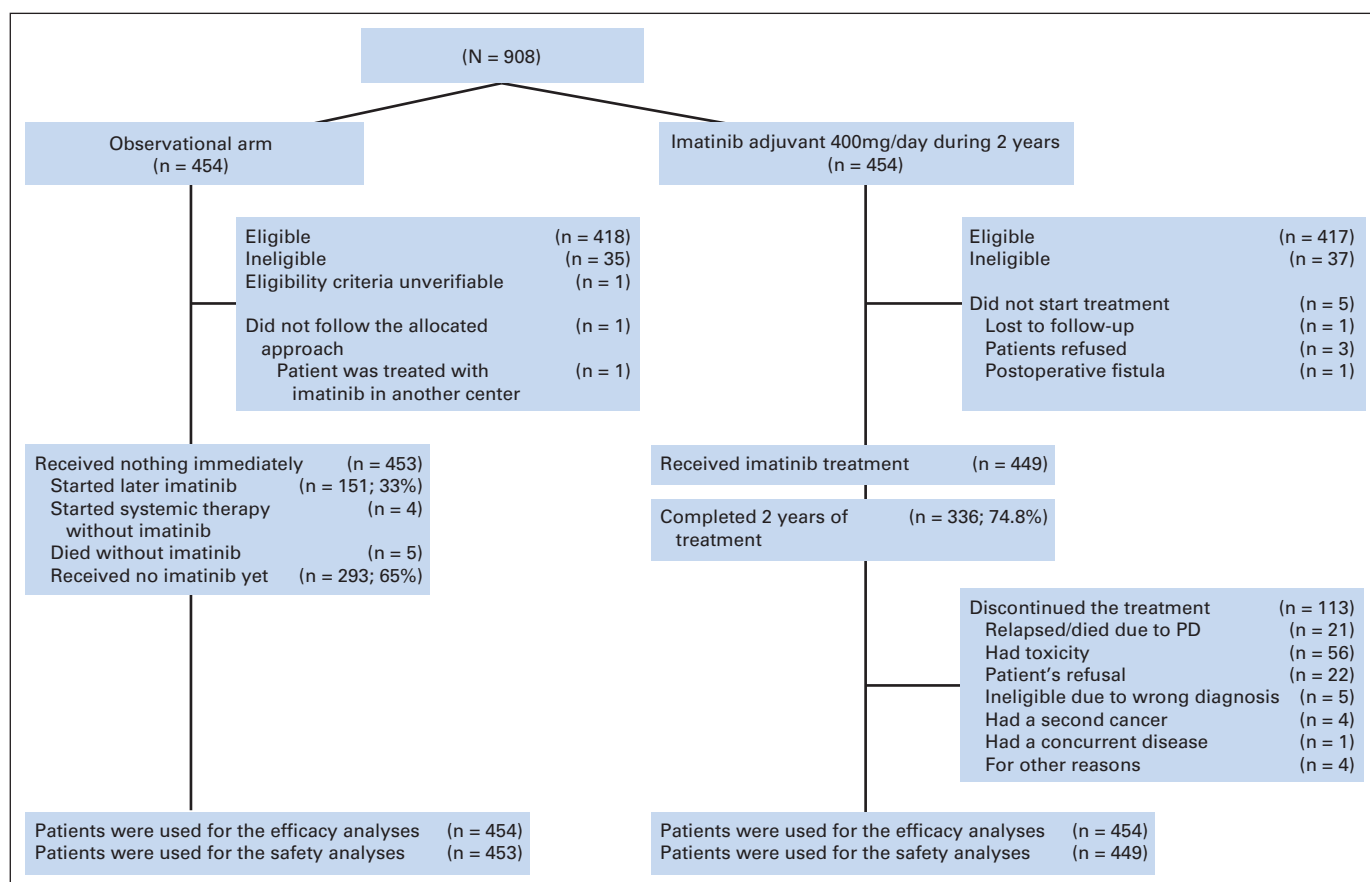 (N = 908)
Observational arm
(n = 454)
Imatinib adjuvant 400mg/day during 2 years
(n = 454)
Eligible (n = 418)
Ineligible (n = 35)
Eligibility criteria unverifiable (n = 1)
Did not follow the allocated (n = 1)
approach
Patient was treated with (n = 1)
imatinib in another center
Eligible (n = 417)
Ineligible (n = 37)
Did not start treatment (n = 5)
Lost to follow-up (n = 1)
Patients refused (n = 3)
Postoperative fistula (n = 1)
Received nothing immediately (n = 453)
Started later imatinib (n = 151; 33%)
Started systemic therapy (n = 4)
without imatinib
Died without imatinib (n = 5)
Received no imatinib yet (n = 293; 65%)
Received imatinib treatment (n = 449)
Completed 2 years of (n = 336; 74.8%)
treatment
Discontinued the treatment (n = 113)
Relapsed/died due to PD (n = 21)
Had toxicity (n = 56)
Patient's refusal (n = 22)
Ineligible due to wrong diagnosis (n = 5)
Had a second cancer (n = 4)
Had a concurrent disease (n = 1)
For other reasons (n = 4)
Patients were used for the efficacy analyses (n = 454)
Patients were used for the safety analyses (n = 453)
Patients were used for the efficacy analyses (n = 454)
Patients were used for the safety analyses (n = 449)